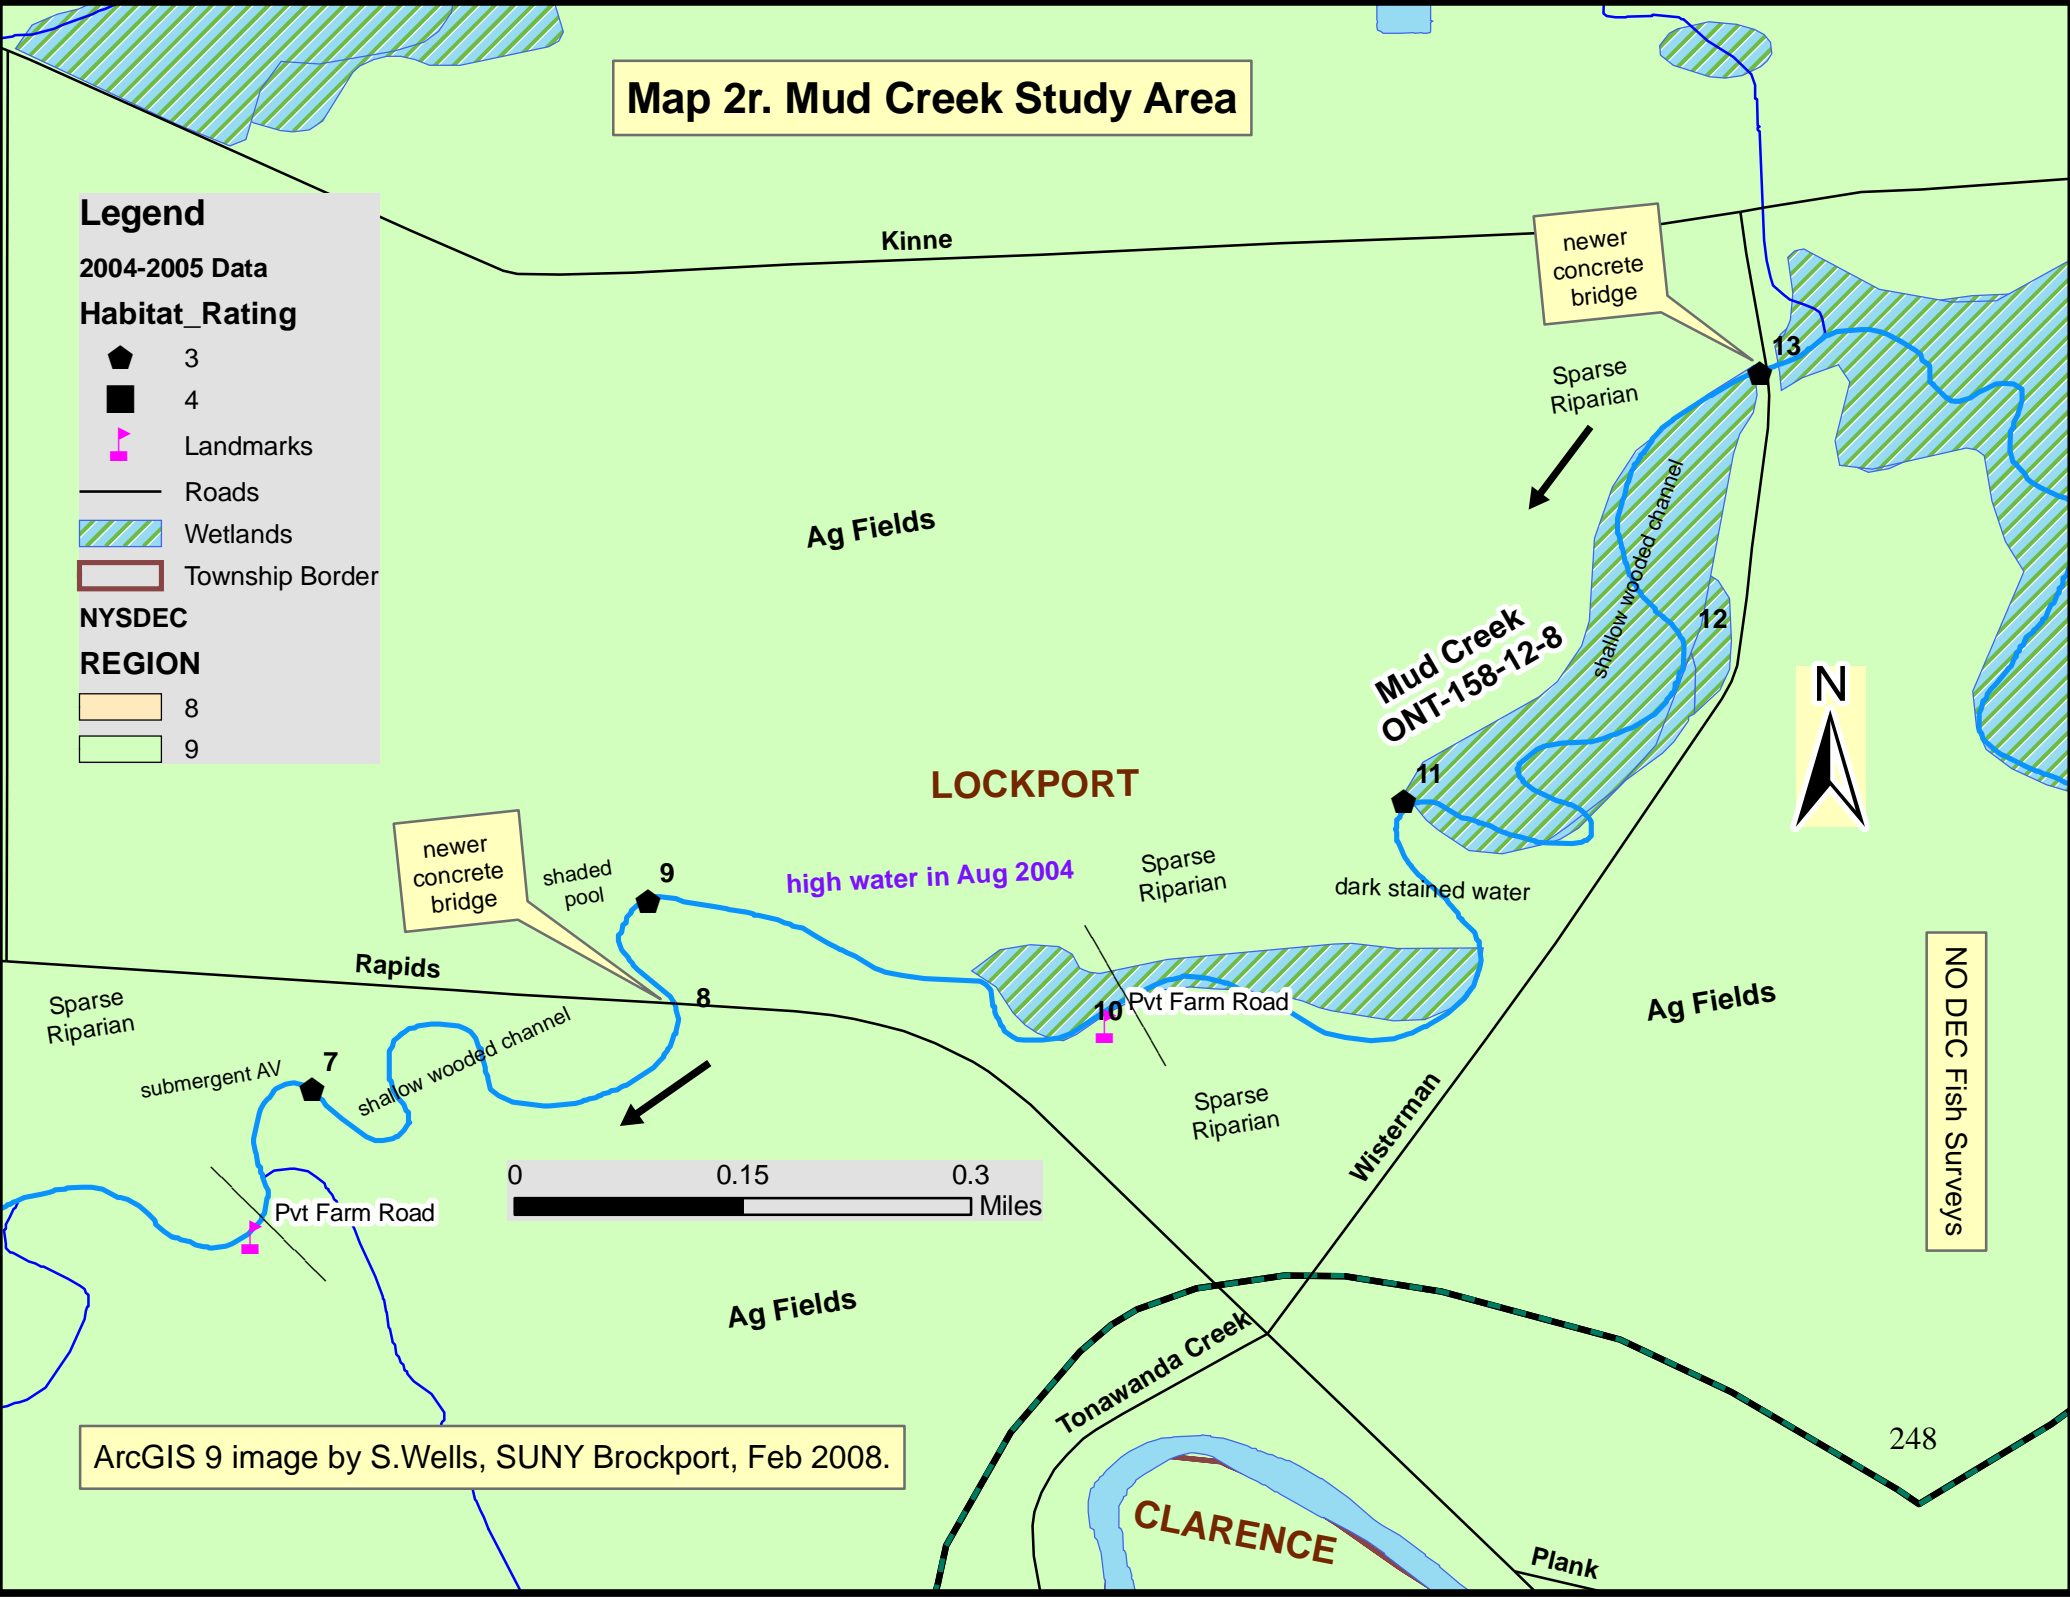 Map 2r. Mud Creek Study Area
Legend
2004-2005 Data
Habitat_Rating
3
4
Landmarks
Roads
Wetlands
Township Border
NYSDEC
REGION
8
9
Kinne
newer
concrete
bridge
13
Sparse
Riparian
shallow wooded channel
12
Ag Fields
Mud Creek
ONT-158-12-8
N
11
LOCKPORT
newer
concrete
bridge
shaded
pool
9
high water in Aug 2004
Sparse
Riparian
dark stained water
Rapids
8
10
Pvt Farm Road
Ag Fields
NO DEC Fish Surveys
Sparse
Riparian
submergent AV
7
shallow wooded channel
Sparse
Riparian
Wisterman
0
0.15
0.3
Miles
Pvt Farm Road
Ag Fields
Tonawanda Creek
ArcGIS 9 image by S.Wells, SUNY Brockport, Feb 2008.
248
CLARENCE
Plank